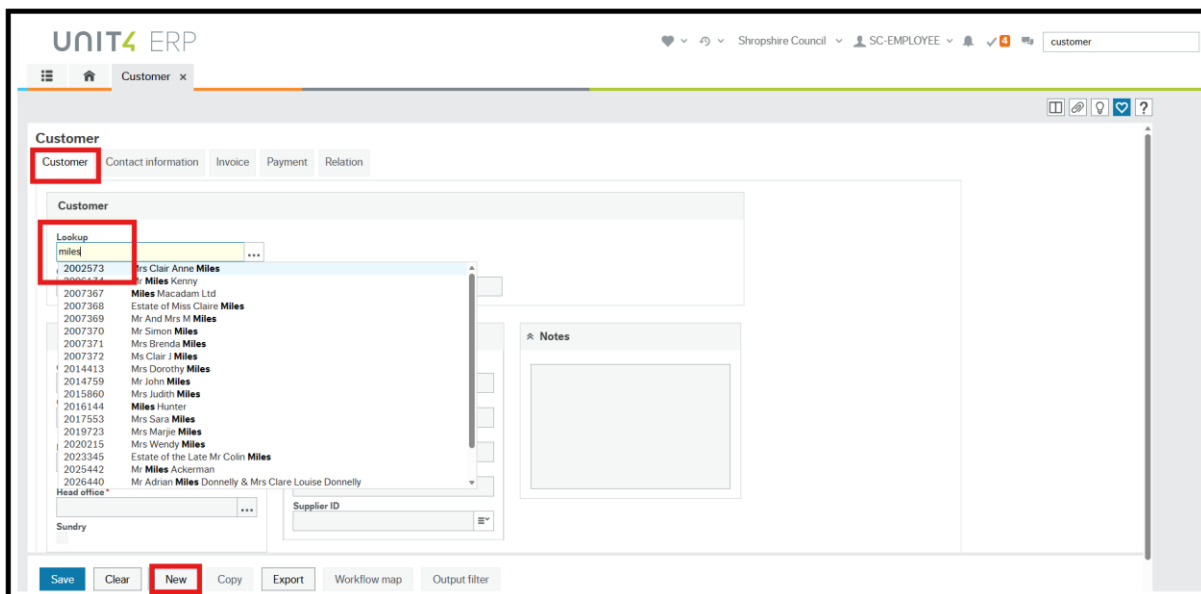 UNIT4 ERP
Shropshire Council
SC-EMPLOYEE
4
customer
Customer x
?
Customer
Customer Contact information Invoice Payment Relation
Customer
Lookup
miles
...
2002573 Mrs Clair Anne Miles
2006174 Mr Miles Kenny
2007367 Miles Macadam Ltd
2007368 Estate of Miss Claire Miles
2007369 Mr And Mrs M Miles
2007370 Mr Simon Miles
2007371 Mrs Brenda Miles
2007372 Ms Clair J Miles
2014413 Mrs Dorothy Miles
2014759 Mr John Miles
2015860 Mrs Judith Miles
2016144 Miles Hunter
2017553 Mrs Sara Miles
2019723 Mrs Marjie Miles
2020215 Mrs Wendy Miles
2023345 Estate of the Late Mr Colin Miles
2025442 Mr Miles Ackerman
2026440 Mr Adrian Miles Donnelly & Mrs Clare Louise Donnelly
Notes
Head office *
...
Supplier ID
Sundry
Save Clear New Copy Export Workflow map Output filter